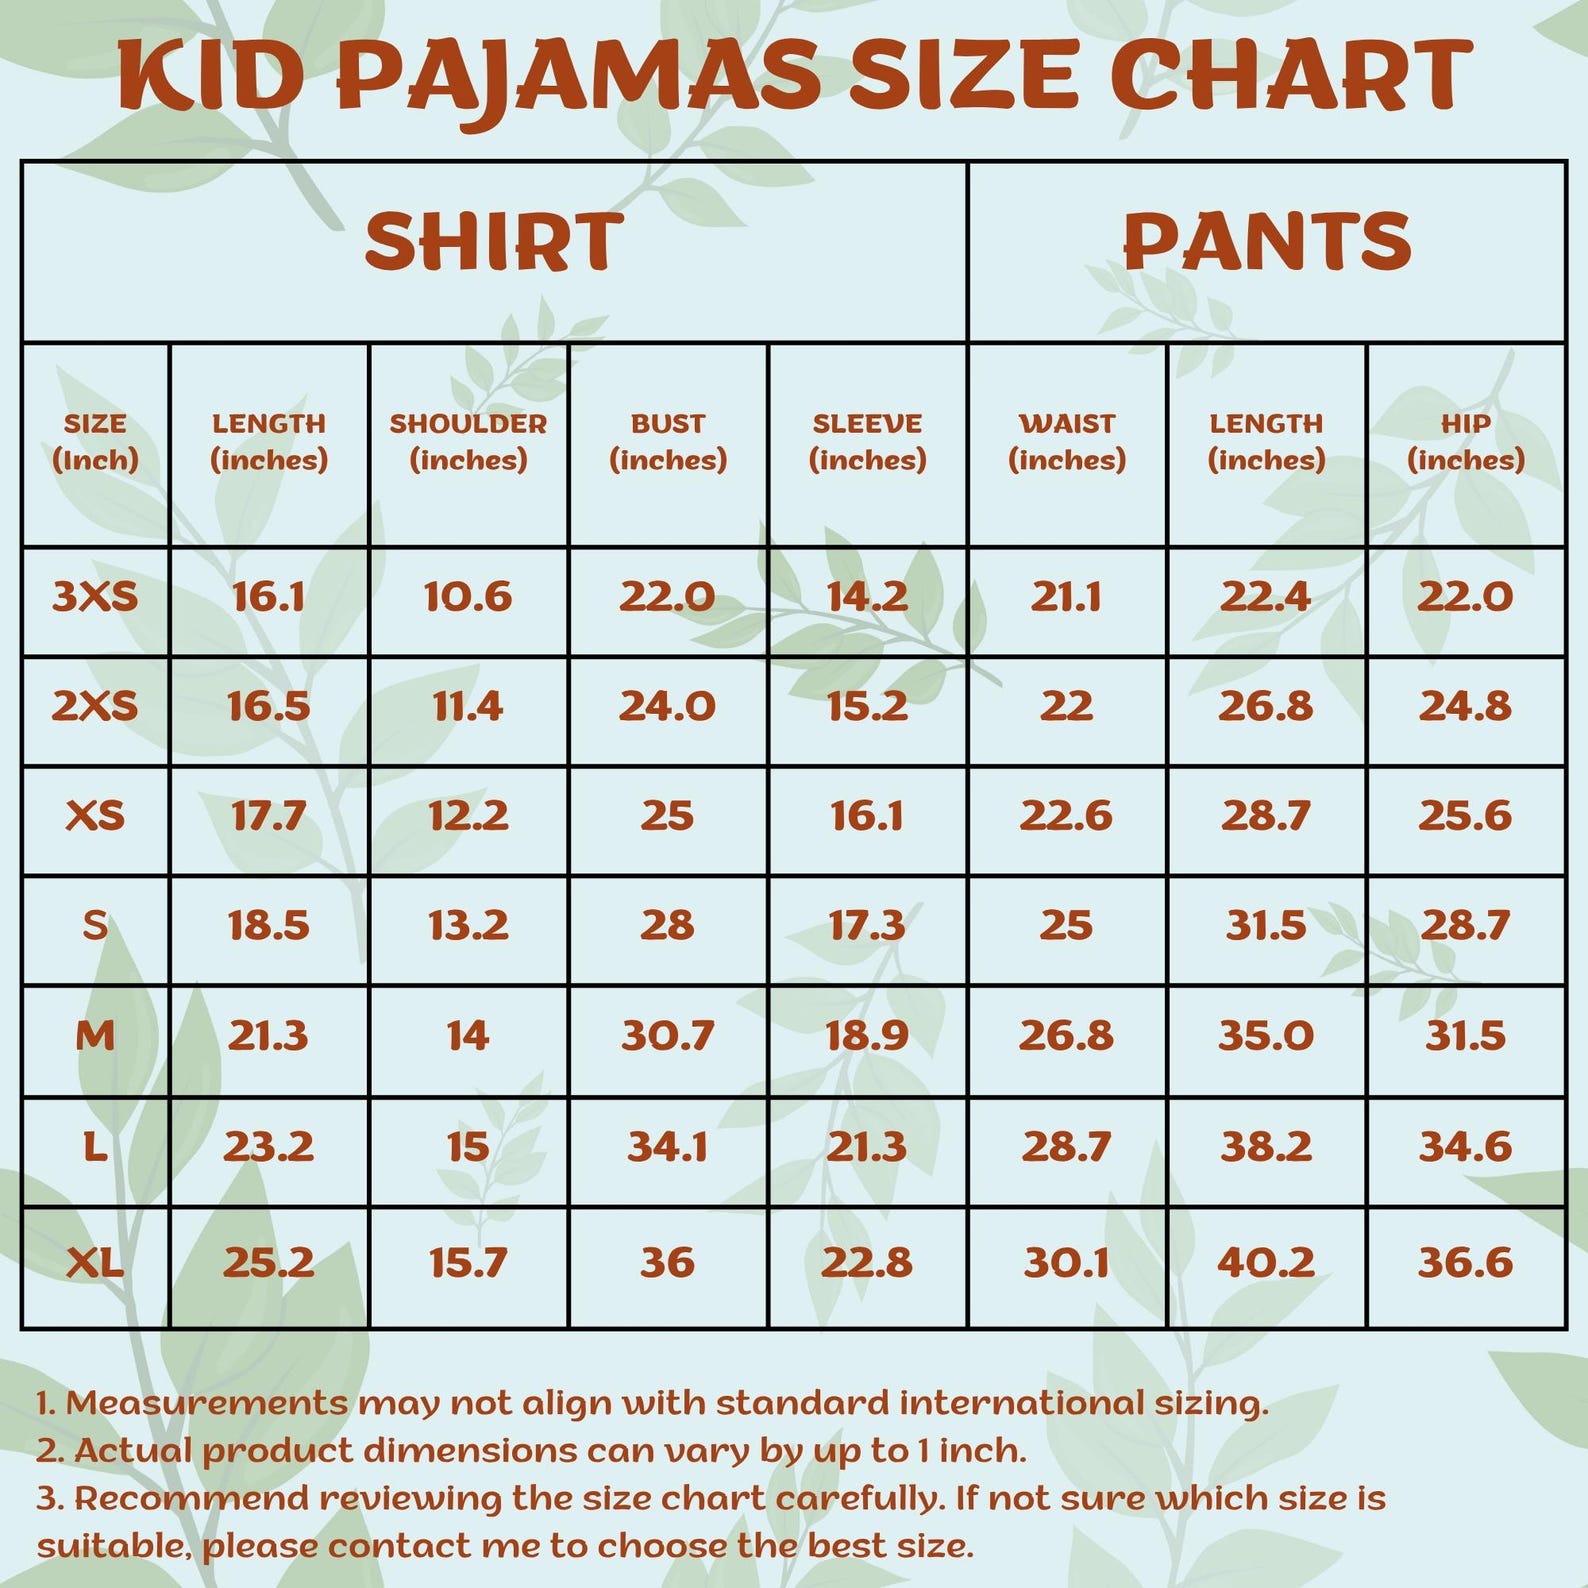 KID PAJAMAS SIZE CHART
SHIRT PANTS
SIZE LENGTH SHOULDER BUST SLEEVE WAIST LENGTH HIP
(Inch) (inches) (inches) (inches) (inches) (inches) (inches) (inches)
3XS 16.1 10.6 22.0 14.2 21.1 22.4 22.0
2XS 16.5 11.4 24.0 15.2 22 26.8 24.8
XS 17.7 12.2 25 16.1 22.6 28.7 25.6
S 18.5 13.2 28 17.3 25 31.5 28.7
M 21.3 14 30.7 18.9 26.8 35.0 31.5
L 23.2 15 34.1 21.3 28.7 38.2 34.6
XL 25.2 15.7 36 22.8 30.1 40.2 36.6
1. Measurements may not align with standard international sizing.
2. Actual product dimensions can vary by up to 1 inch.
3. Recommend reviewing the size chart carefully. If not sure which size is
suitable, please contact me to choose the best size.